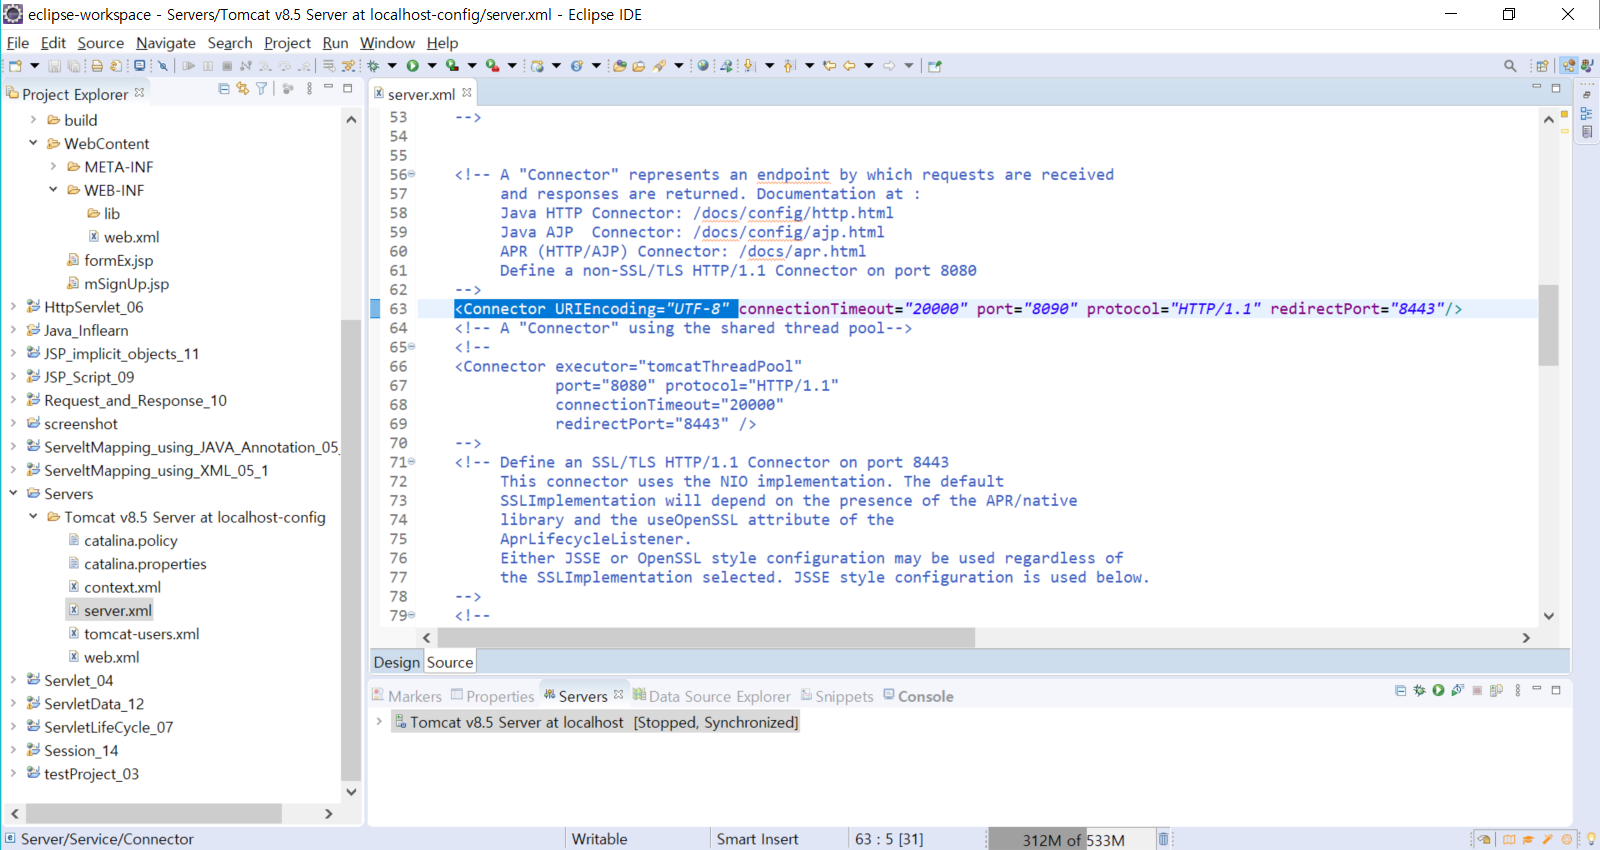 eclipse-workspace - Servers/Tomcat v8.5 Server at localhost-config/server.xml - Eclipse IDE
File Edit Source Navigate Search Project Run Window Help
Project Explorer
build
WebContent
META-INF
WEB-INF
lib
web.xml
formEx.jsp
mSignUp.jsp
HttpServlet_06
Java_Inflearn
JSP_implicit_objects_11
JSP_Script_09
Request_and_Response_10
screenshot
ServeltMapping_using_JAVA_Annotation_05_
ServeltMapping_using_XML_05_1
Servers
Tomcat v8.5 Server at localhost-config
catalina.policy
catalina.properties
context.xml
server.xml
tomcat-users.xml
web.xml
Servlet_04
ServletData_12
ServletLifeCycle_07
Session_14
testProject_03
server.xml
53 -->
54
55
56 <!-- A "Connector" represents an endpoint by which requests are received
57 and responses are returned. Documentation at :
58 Java HTTP Connector: /docs/config/http.html
59 Java AJP  Connector: /docs/config/ajp.html
60 APR (HTTP/AJP) Connector: /docs/apr.html
61 Define a non-SSL/TLS HTTP/1.1 Connector on port 8080
62 -->
63 <Connector URIEncoding="UTF-8" connectionTimeout="20000" port="8090" protocol="HTTP/1.1" redirectPort="8443"/>
64 <!-- A "Connector" using the shared thread pool-->
65 <!--
66 <Connector executor="tomcatThreadPool"
67 port="8080" protocol="HTTP/1.1"
68 connectionTimeout="20000"
69 redirectPort="8443" />
70 -->
71 <!-- Define an SSL/TLS HTTP/1.1 Connector on port 8443
72 This connector uses the NIO implementation. The default
73 SSLImplementation will depend on the presence of the APR/native
74 library and the useOpenSSL attribute of the
75 AprLifecycleListener.
76 Either JSSE or OpenSSL style configuration may be used regardless of
77 the SSLImplementation selected. JSSE style configuration is used below.
78 -->
79 <!--
Design Source
Markers Properties Servers Data Source Explorer Snippets Console
Tomcat v8.5 Server at localhost [Stopped, Synchronized]
Server/Service/Connector Writable Smart Insert 63 : 5 [31] 312M of 533M